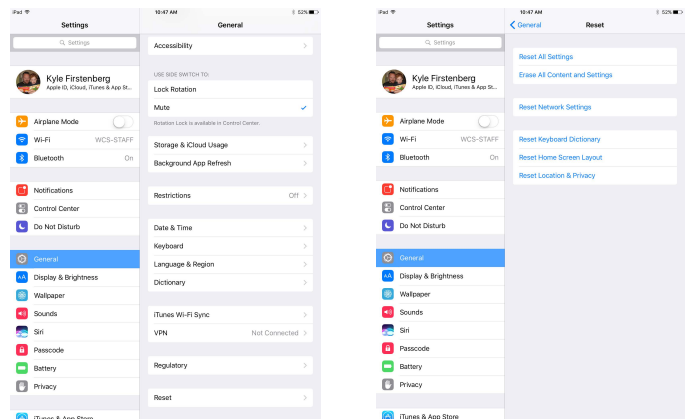 iPad
10:47 AM
52%
Settings
General
Settings
Kyle Firstenberg
Apple ID, iCloud, iTunes & App St...
Airplane Mode
Wi-Fi WCS-STAFF
Bluetooth On
Notifications
Control Center
Do Not Disturb
General
AA Display & Brightness
Wallpaper
Sounds
Siri
Passcode
Battery
Privacy
iTunes & App Store
Accessibility
USE SIDE SWITCH TO:
Lock Rotation
Mute
Rotation Lock is available in Control Center.
Storage & iCloud Usage
Background App Refresh
Restrictions Off
Date & Time
Keyboard
Language & Region
Dictionary
iTunes Wi-Fi Sync
VPN Not Connected
Regulatory
Reset
iPad
10:47 AM
52%
Settings
General
Reset
Settings
Kyle Firstenberg
Apple ID, iCloud, iTunes & App St...
Airplane Mode
Wi-Fi WCS-STAFF
Bluetooth On
Notifications
Control Center
Do Not Disturb
General
AA Display & Brightness
Wallpaper
Sounds
Siri
Passcode
Battery
Privacy
iTunes & App Store
Reset All Settings
Erase All Content and Settings
Reset Network Settings
Reset Keyboard Dictionary
Reset Home Screen Layout
Reset Location & Privacy